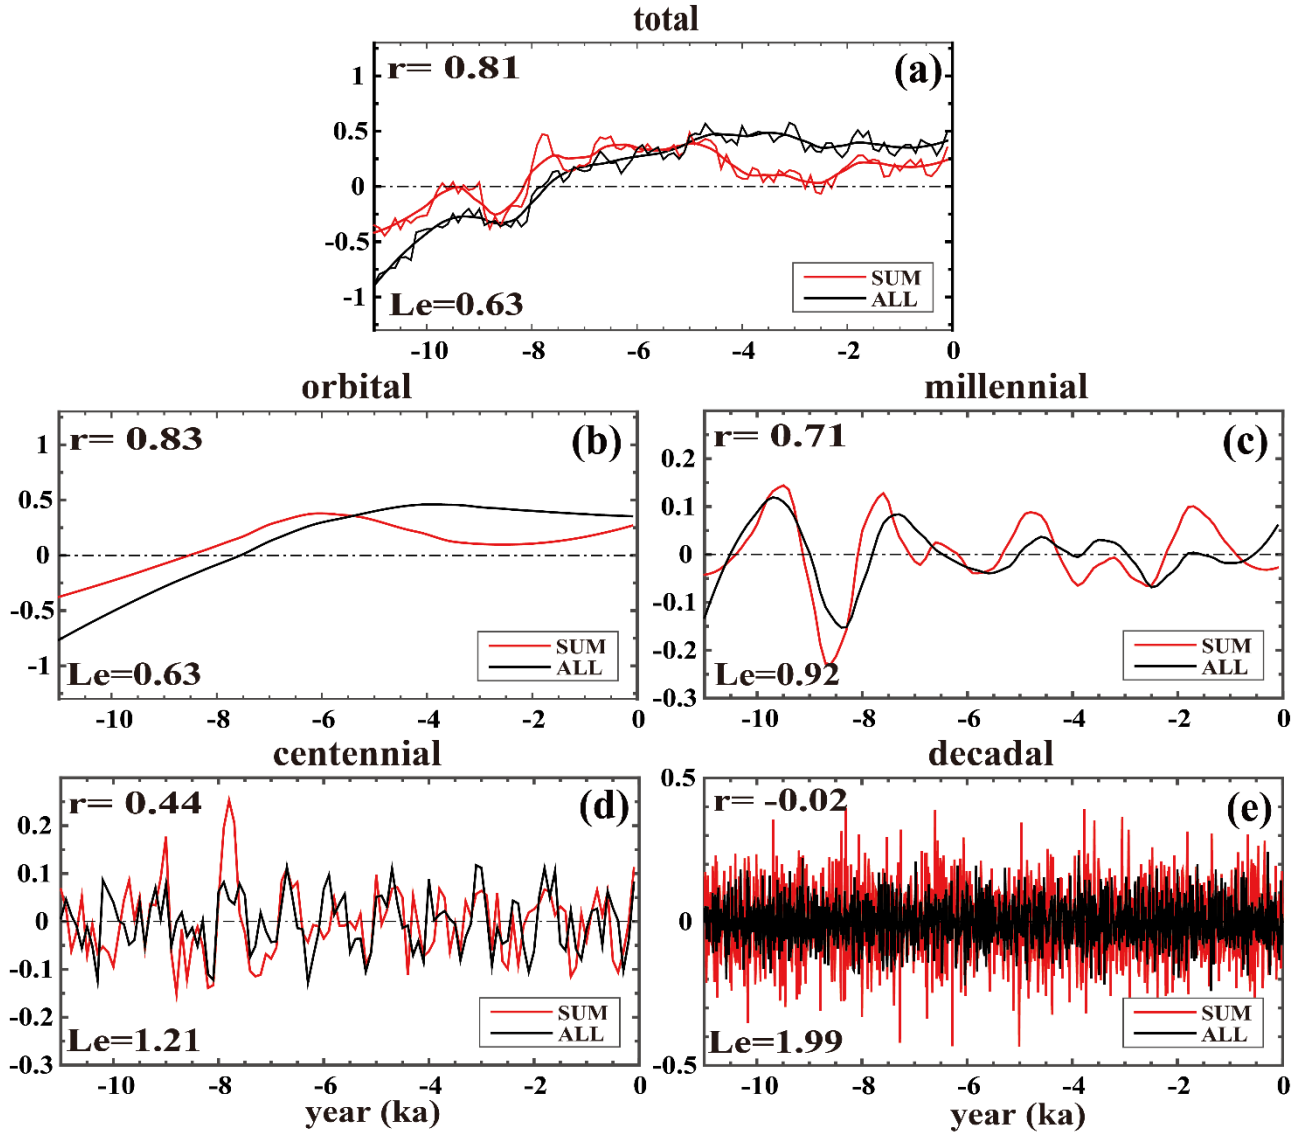 total
r= 0.81
(a)
1
0.5
0
-0.5
-1
Le=0.63
SUM
ALL
-10
-8
-6
-4
-2
0
orbital
r= 0.83
(b)
1
0.5
0
-0.5
-1
Le=0.63
SUM
ALL
-10
-8
-6
-4
-2
0
millennial
r= 0.71
(c)
0.2
0.1
0
-0.1
-0.2
-0.3
Le=0.92
SUM
ALL
-10
-8
-6
-4
-2
0
centennial
r= 0.44
(d)
0.2
0.1
0
-0.1
-0.2
-0.3
Le=1.21
SUM
ALL
-10
-8
-6
-4
-2
0
year (ka)
decadal
0.5
r= -0.02
(e)
0
-0.5
Le=1.99
SUM
ALL
-10
-8
-6
-4
-2
0
year (ka)